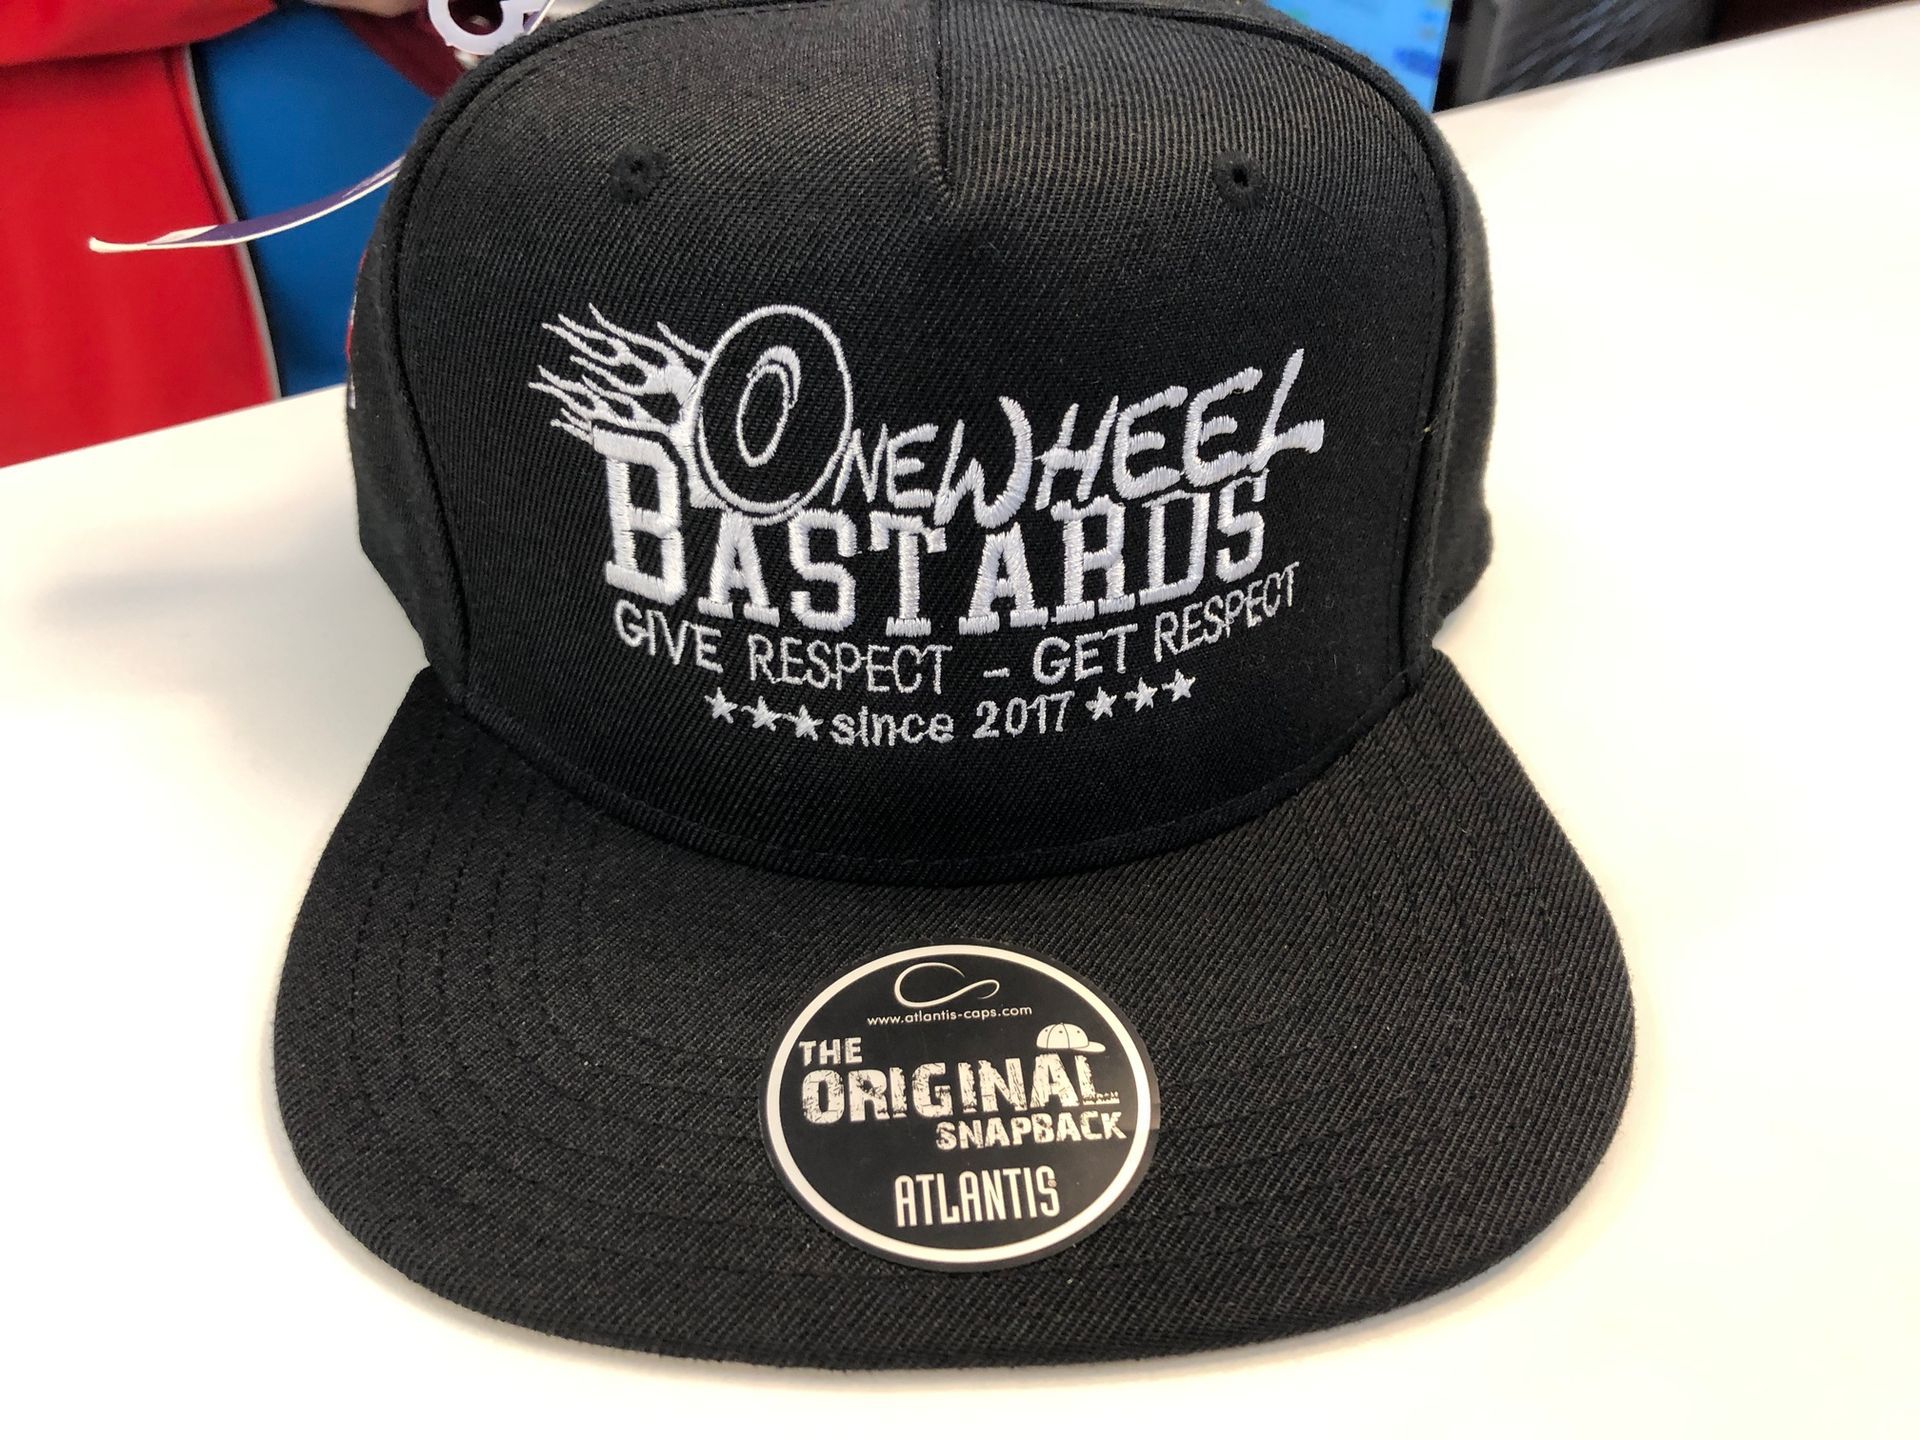 ONEWHEEL
BASTARDS
GIVE RESPECT - GET RESPECT
since 2017
www.atlantis-caps.com
THE
ORIGINAL
SNAPBACK
ATLANTIS